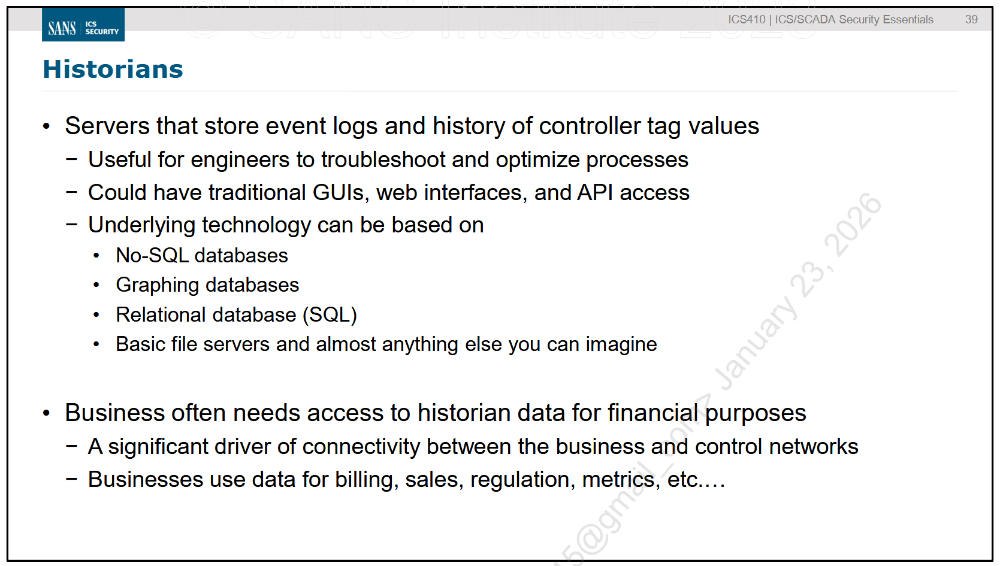 © SANS Institute 2023
ICS410 | ICS/SCADA Security Essentials 39
SANS ICS SECURITY
Historians
• Servers that store event logs and history of controller tag values
− Useful for engineers to troubleshoot and optimize processes
− Could have traditional GUIs, web interfaces, and API access
− Underlying technology can be based on
• No-SQL databases
• Graphing databases
• Relational database (SQL)
• Basic file servers and almost anything else you can imagine
• Business often needs access to historian data for financial purposes
− A significant driver of connectivity between the business and control networks
− Businesses use data for billing, sales, regulation, metrics, etc.…
15@gmail_com> January 23, 2026